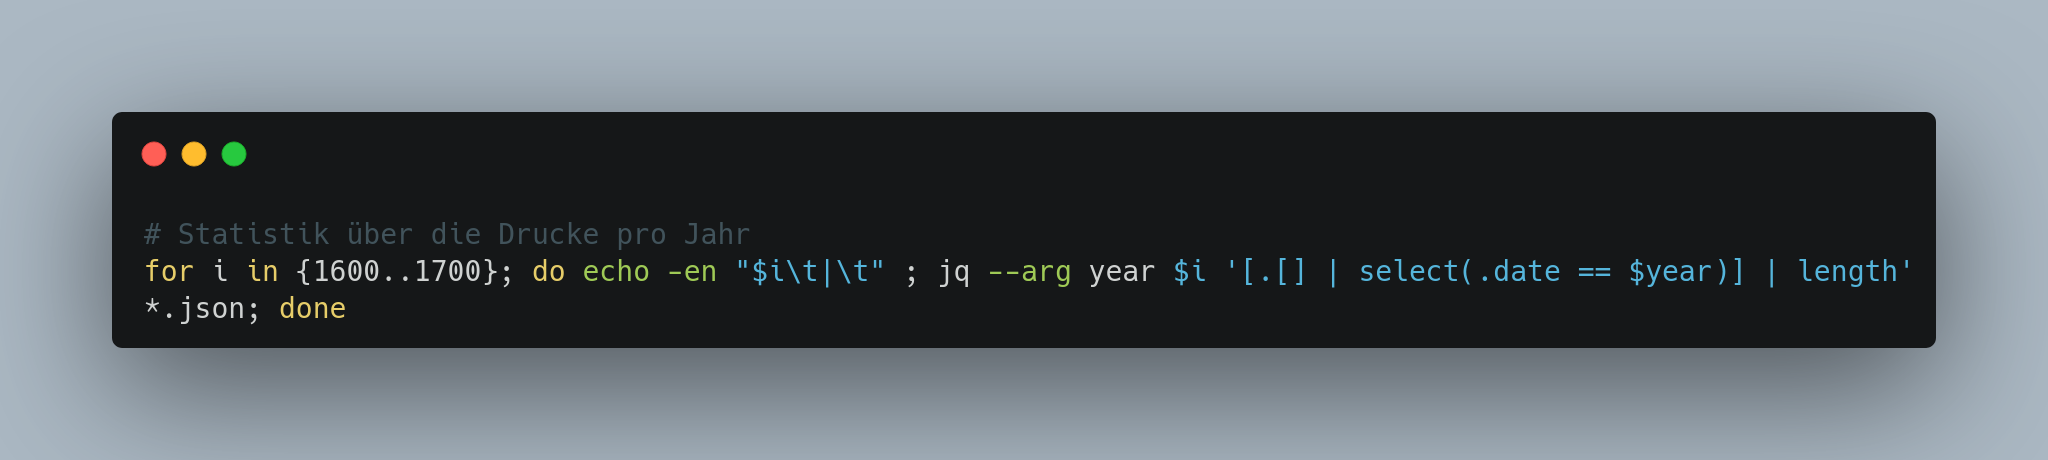 # Statistik über die Drucke pro Jahr
for i in {1600..1700}; do echo -en "$i\t|\t" ; jq --arg year $i '[.[] | select(.date == $year)] | length'
*.json; done